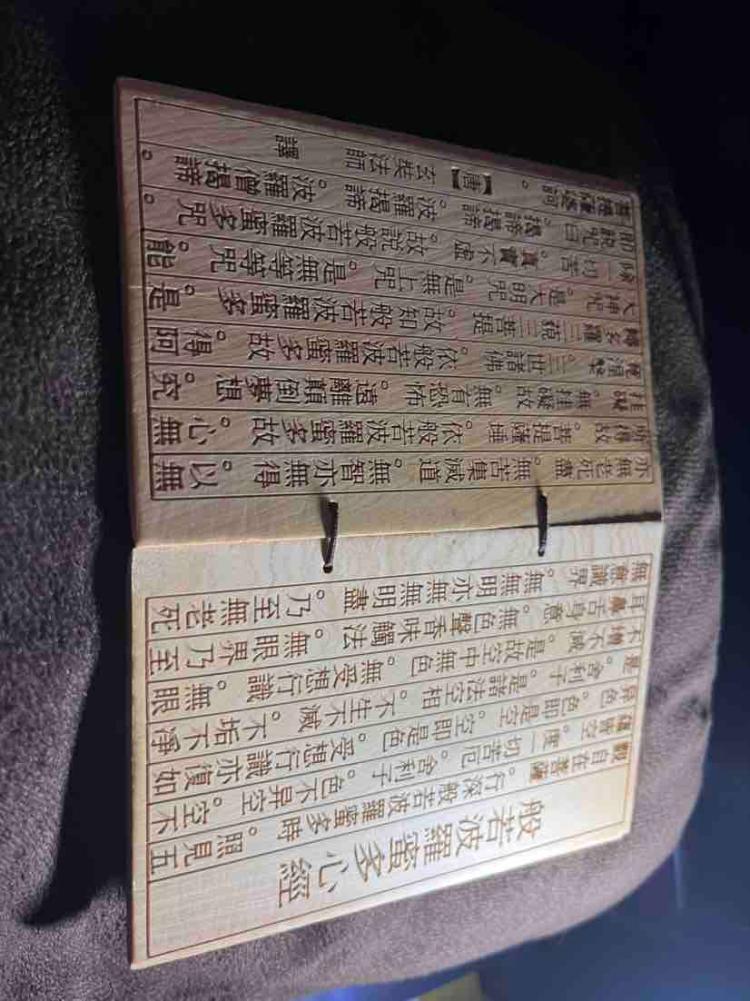 般若波羅蜜多心經
觀自在菩薩。行深般若波羅蜜多時。照見五
蘊皆空。度一切苦厄。舍利子。色不異空。空不
異色。色即是空。空即是色。受想行識亦復如
是。舍利子。是諸法空相。不生不滅。不垢不淨
不增不減。是故空中無色。無受想行識。無眼
耳鼻舌身意。無色聲香味觸法。無眼界乃至
無意識界。無無明亦無無明盡。乃至無老死
亦無老死盡。無苦集滅道。無智亦無得。以無
所得故。菩提薩埵。依般若波羅蜜多故。心無
挂礙。無挂礙故。無有恐怖。遠離顛倒夢想。究
竟涅槃。三世諸佛。依般若波羅蜜多故。得阿
耨多羅三藐三菩提。故知般若波羅蜜多。是
大神咒。是大明咒。是無上咒。是無等等咒。能
除一切苦。真實不虛。故說般若波羅蜜多咒。
即說咒曰。揭諦揭諦。波羅揭諦。波羅僧揭諦。
菩提薩婆訶。【唐】玄奘法師 譯